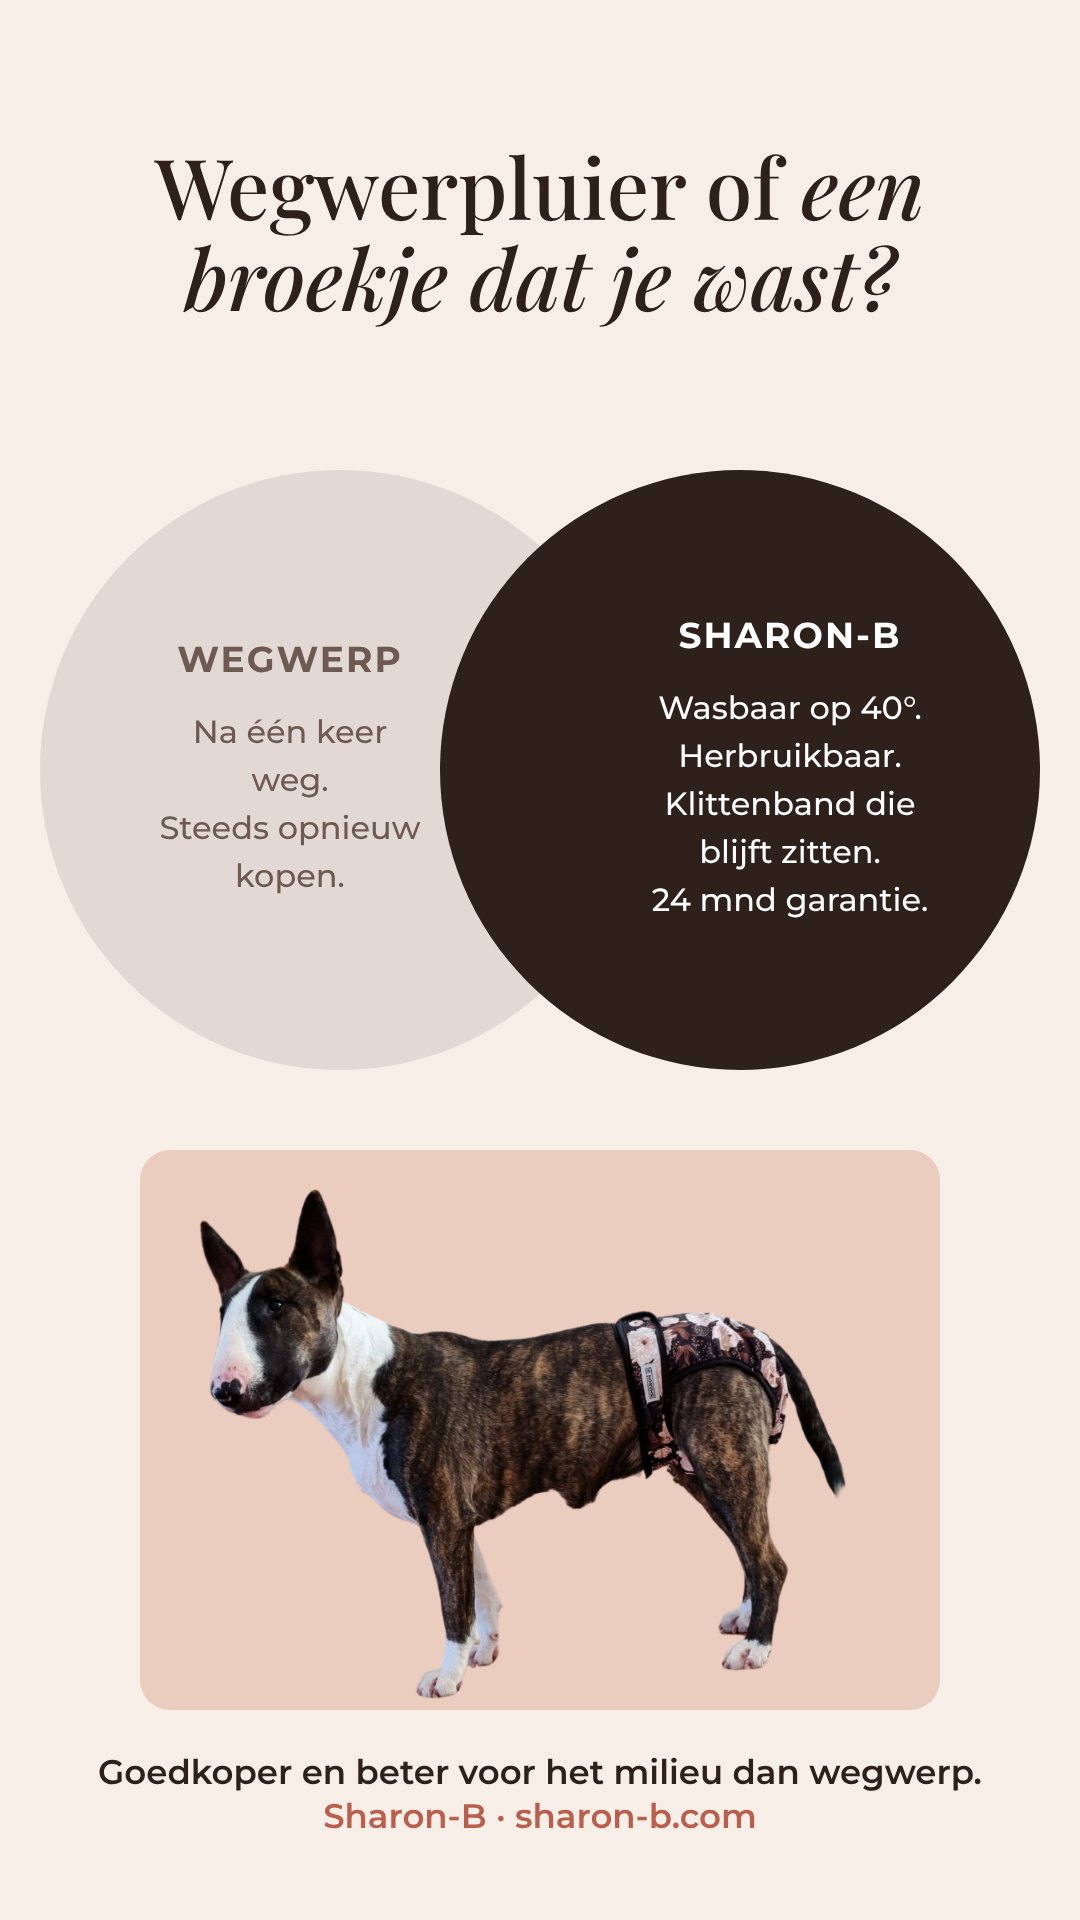 Wegwerpluier of een
broekje dat je wast?
WEGWERP
Na één keer
weg.
Steeds opnieuw
kopen.
SHARON-B
Wasbaar op 40°.
Herbruikbaar.
Klittenband die
blijft zitten.
24 mnd garantie.
Goedkoper en beter voor het milieu dan wegwerp.
Sharon-B · sharon-b.com